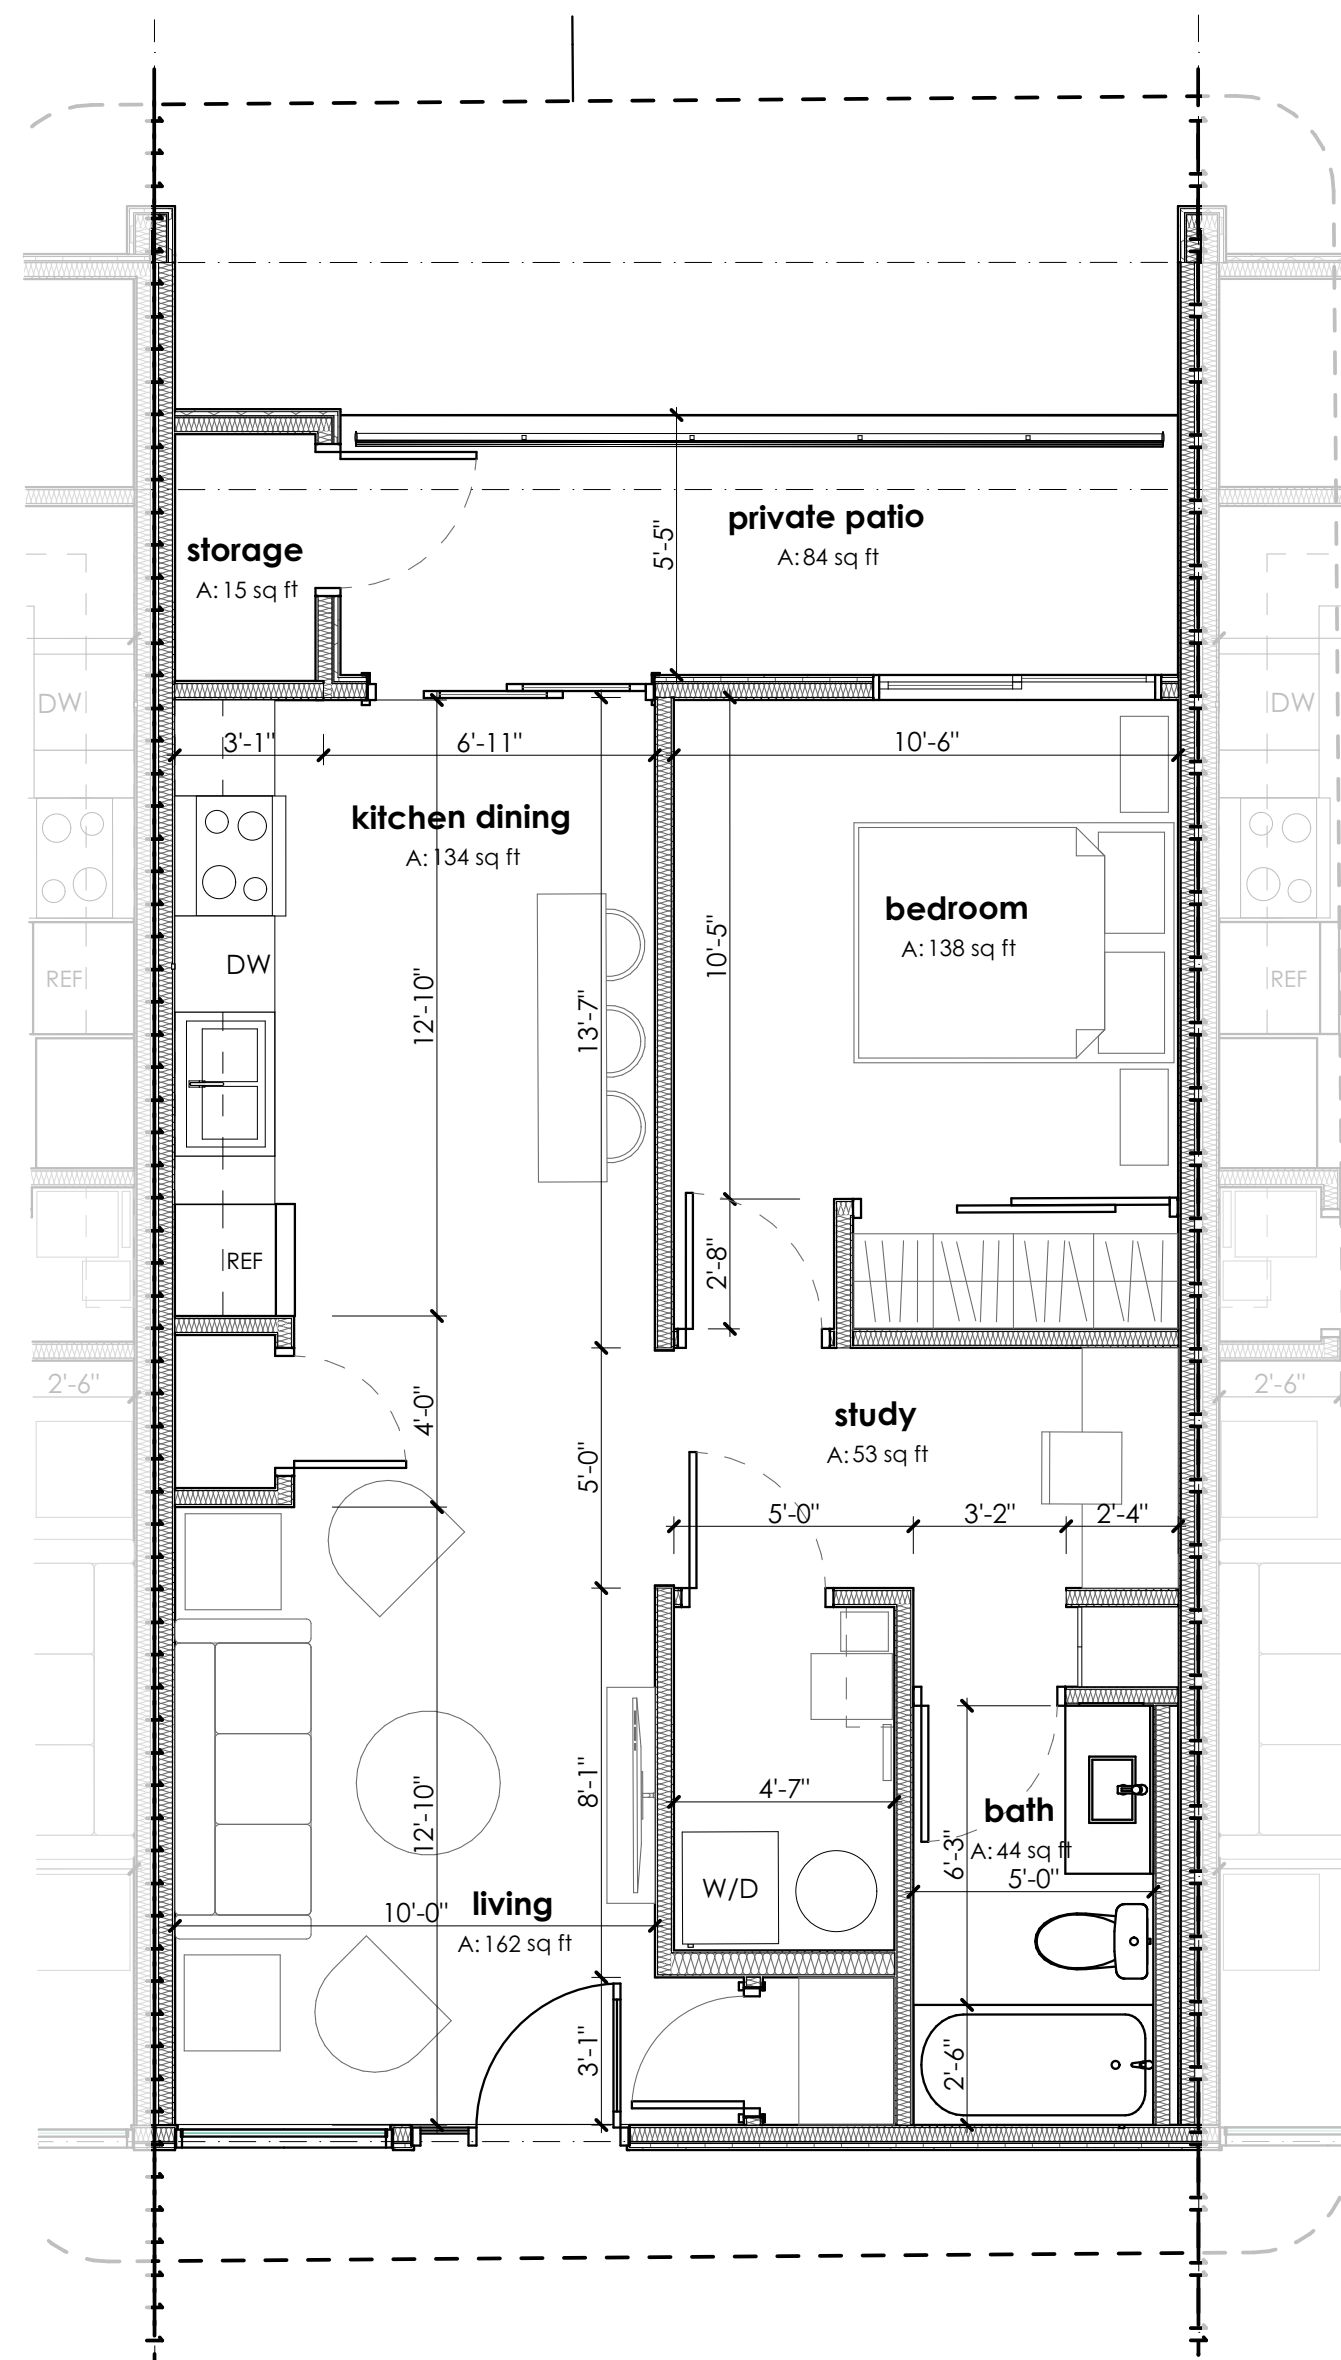 5'-5"
private patio
A: 84 sq ft
storage
A: 15 sq ft
DW
DW
3'-1"
6'-11"
10'-6"
kitchen dining
A: 134 sq ft
bedroom
A: 138 sq ft
10'-5"
DW
REF
REF
12'-10"
13'-7"
REF
2'-8"
2'-6"
2'-6"
4'-0"
study
A: 53 sq ft
5'-0"
5'-0"
3'-2"
2'-4"
12'-10"
8'-1"
4'-7"
bath
A: 44 sq ft
6'-3"
5'-0"
W/D
10'-0"
living
A: 162 sq ft
3'-1"
2'-6"